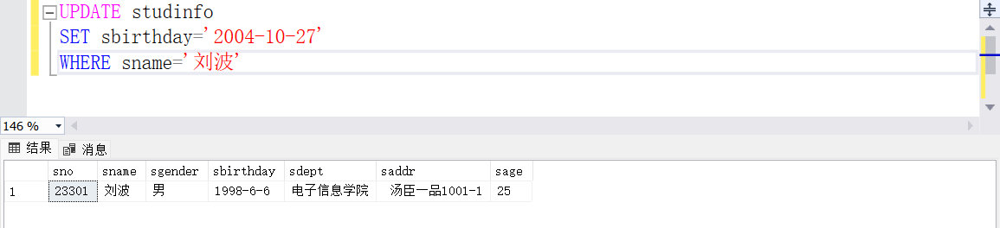 UPDATE studinfo
SET sbirthday='2004-10-27'
WHERE sname='刘波'
146 %
结果 消息
sno sname sgender sbirthday sdept saddr sage
1 23301 刘波 男 1998-6-6 电子信息学院 汤臣一品1001-1 25